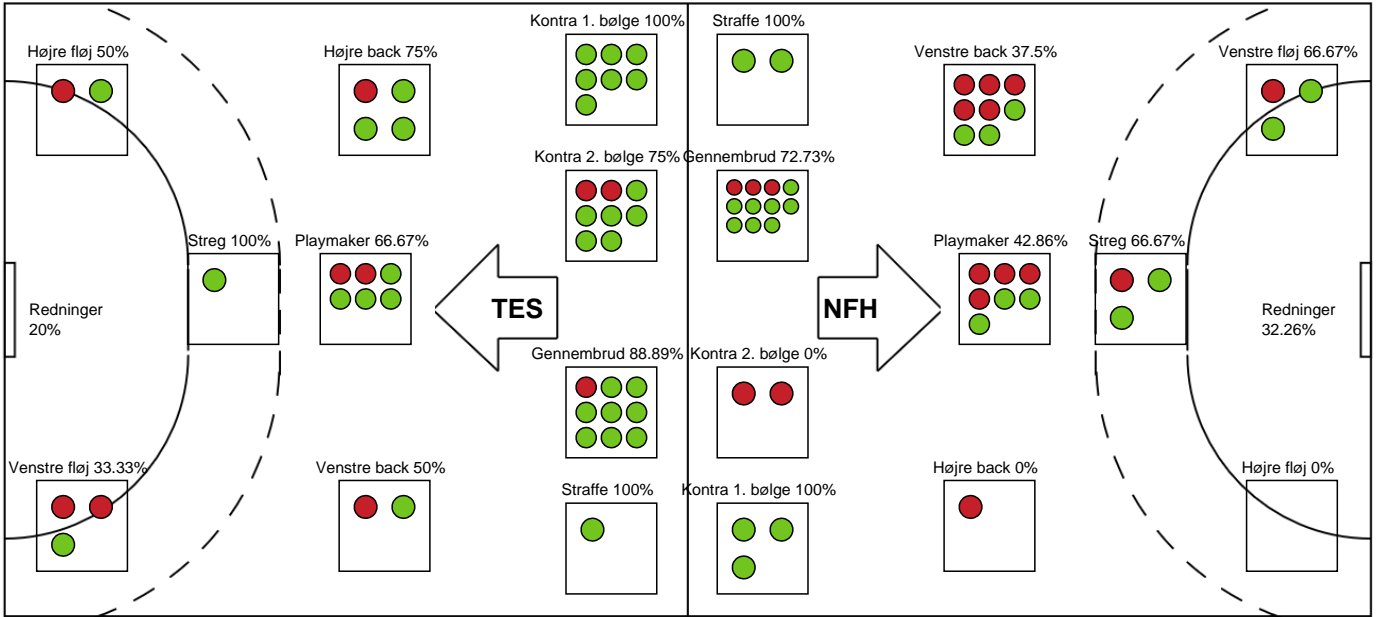 Kontra 1. bølge 100%
Straffe 100%
Højre fløj 50%
Højre back 75%
Venstre back 37.5%
Venstre fløj 66.67%
Kontra 2. bølge 75%
Gennembrud 72.73%
Streg 100%
Playmaker 66.67%
Playmaker 42.86%
Streg 66.67%
TES
NFH
Redninger
20%
Redninger
32.26%
Gennembrud 88.89%
Kontra 2. bølge 0%
Venstre fløj 33.33%
Venstre back 50%
Højre back 0%
Højre fløj 0%
Straffe 100%
Kontra 1. bølge 100%